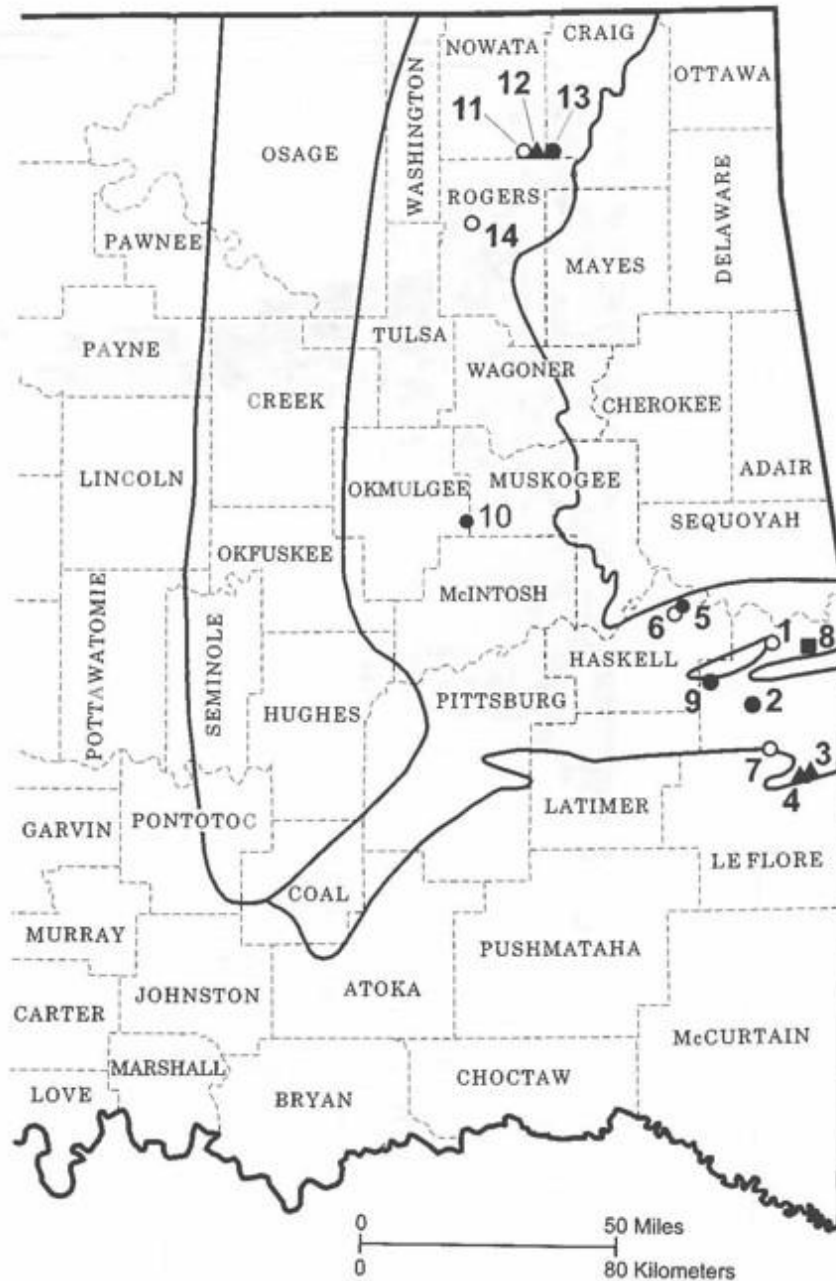 NOWATA
CRAIG
OTTAWA
12
11
13
WASHINGTON
OSAGE
DELAWARE
ROGERS
14
PAWNEE
MAYES
TULSA
PAYNE
WAGONER
CREEK
CHEROKEE
LINCOLN
OKMULGEE
MUSKOGEE
ADAIR
10
SEQUOYAH
OKFUSKEE
McINTOSH
POTTAWATOMIE
SEMINOLE
6
5
1
8
HASKELL
9
2
PITTSBURG
HUGHES
7
3
4
LATIMER
GARVIN
PONTOTOC
LE FLORE
COAL
MURRAY
PUSHMATAHA
JOHNSTON
ATOKA
CARTER
McCURTAIN
MARSHALL
CHOCTAW
LOVE
BRYAN
0 50 Miles
0 80 Kilometers